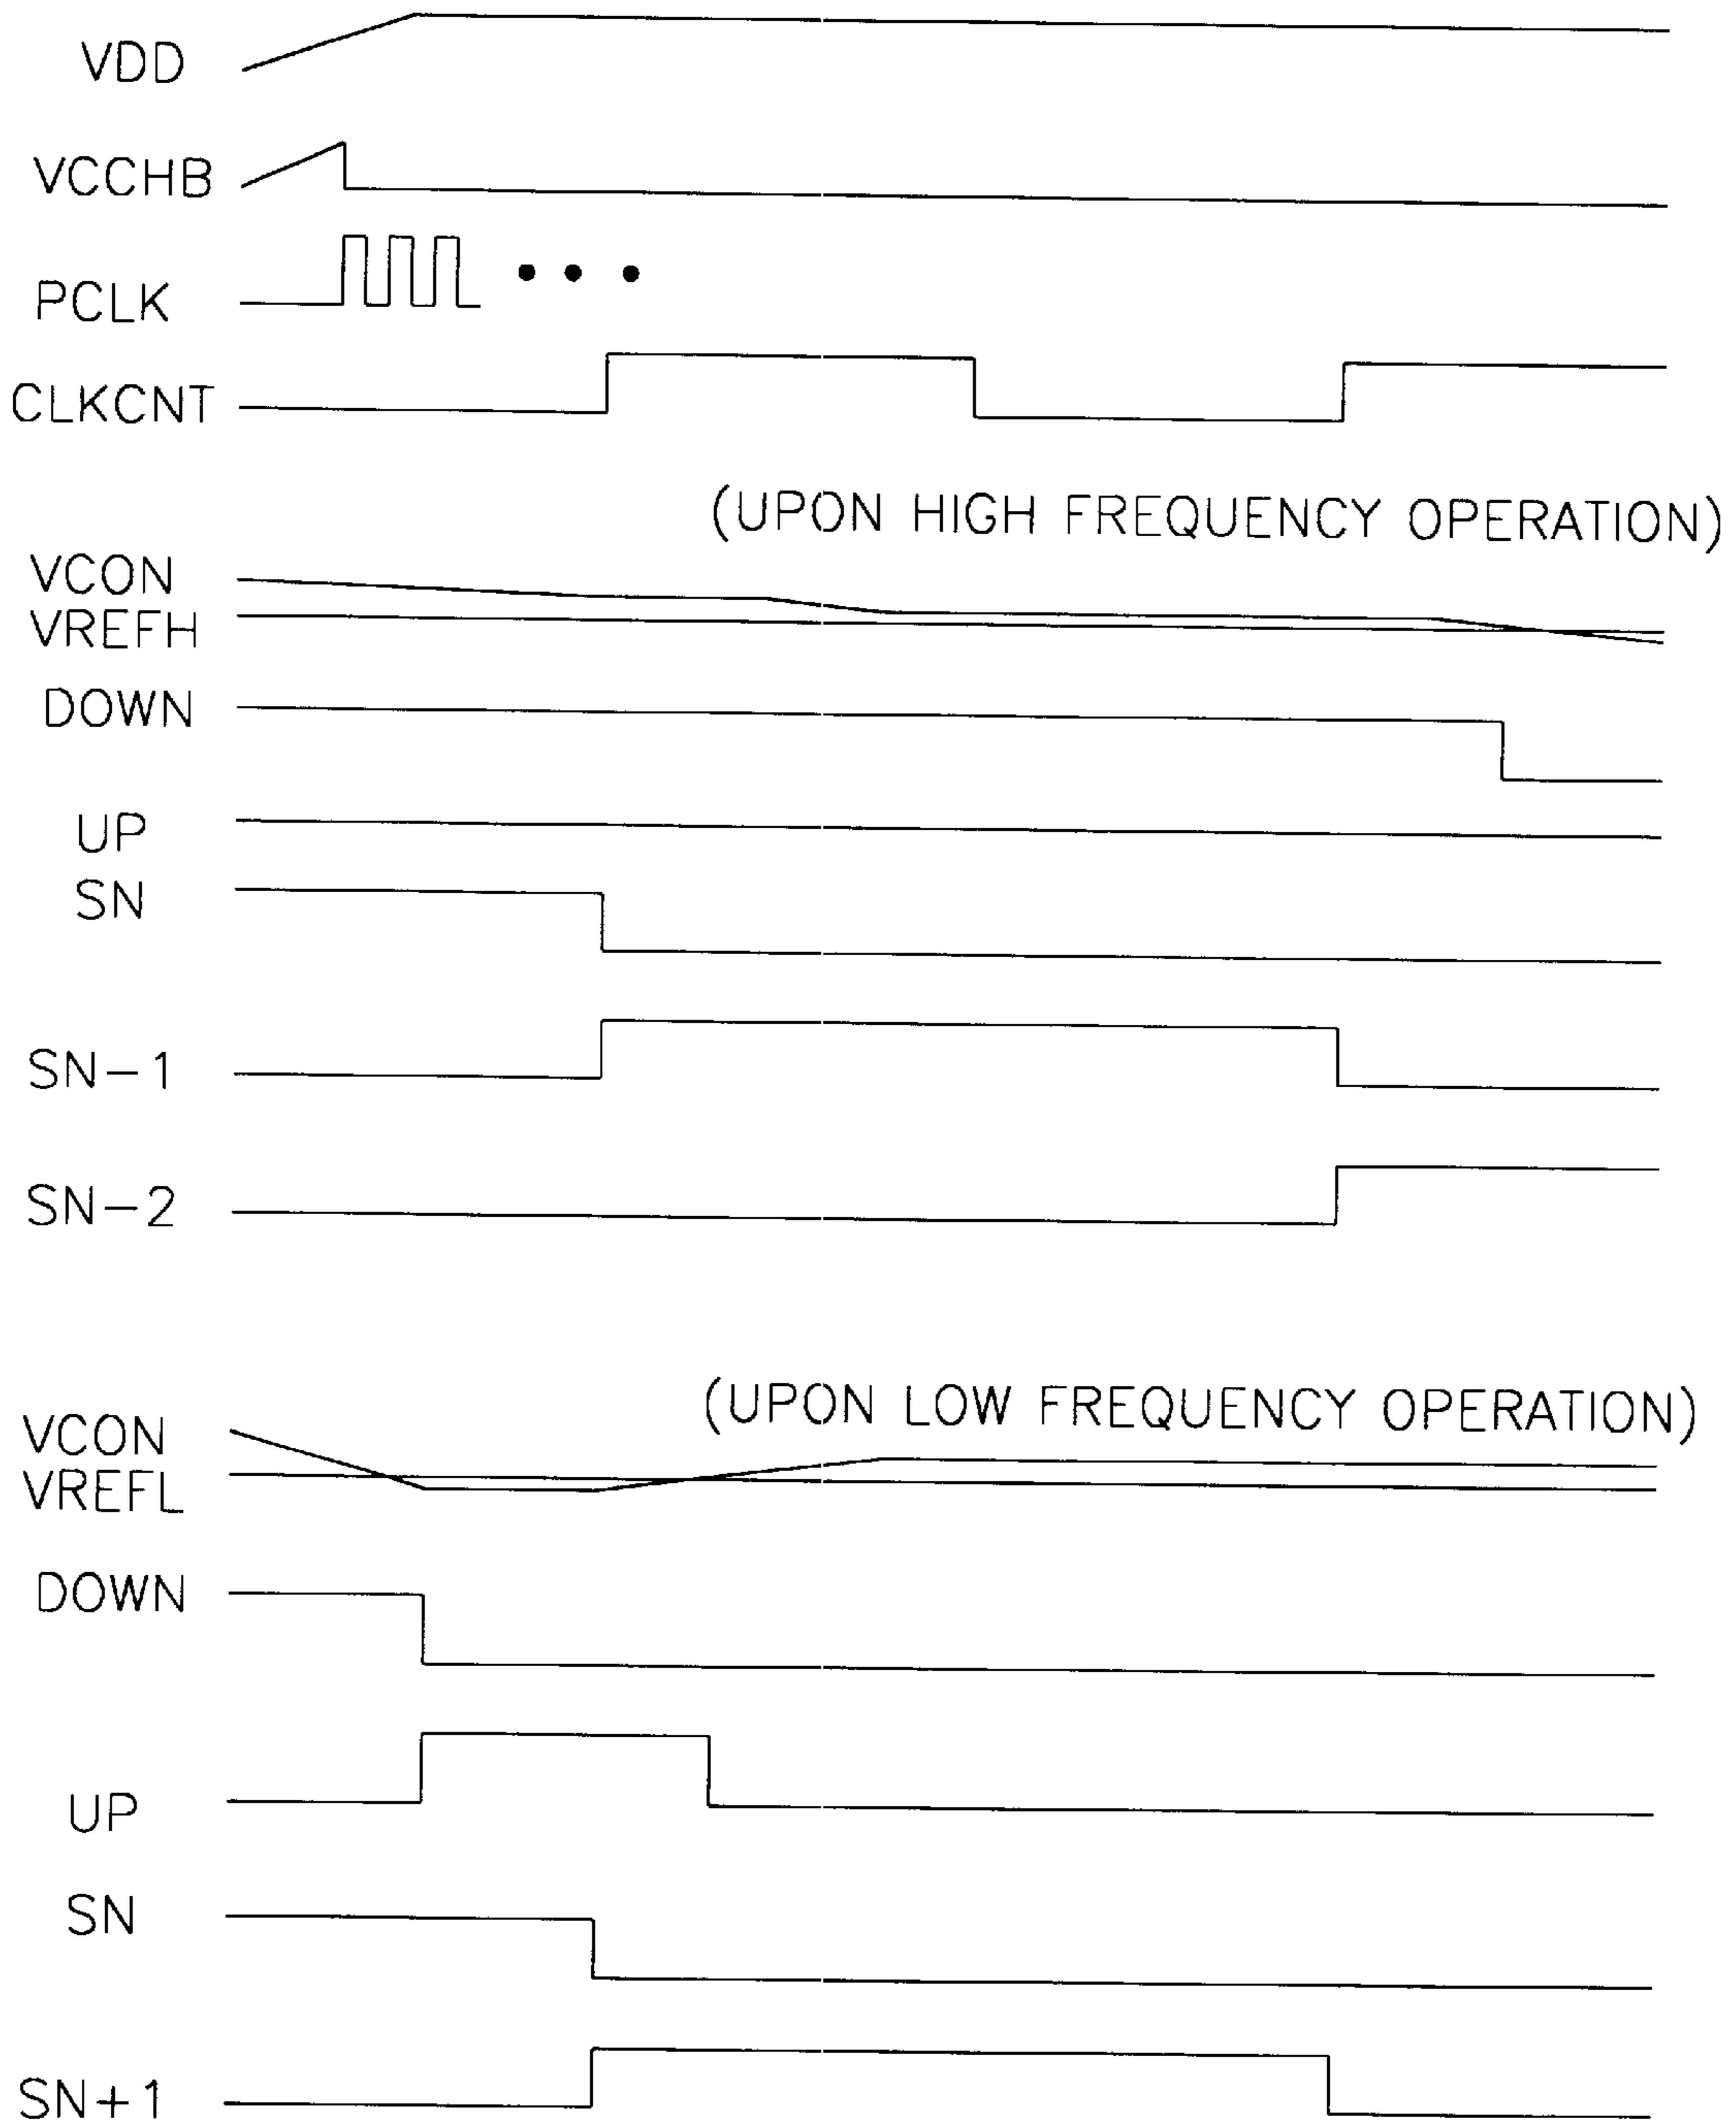 VDD
VCCHB
PCLK
CLKCNT
(UPON HIGH FREQUENCY OPERATION)
VCON
VREFH
DOWN
UP
SN
SN-1
SN-2
(UPON LOW FREQUENCY OPERATION)
VCON
VREFL
DOWN
UP
SN
SN+1